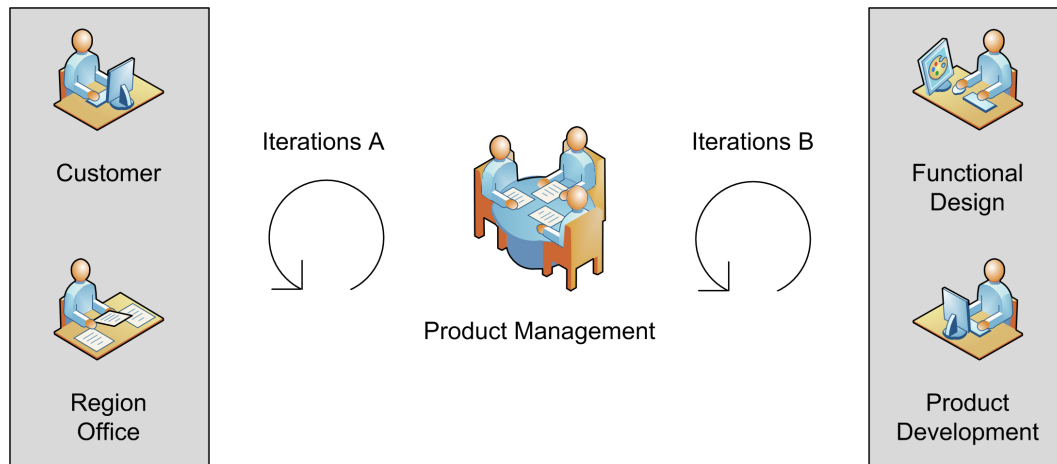 Customer
Region
Office
Iterations A
Product Management
Iterations B
Functional
Design
Product
Development